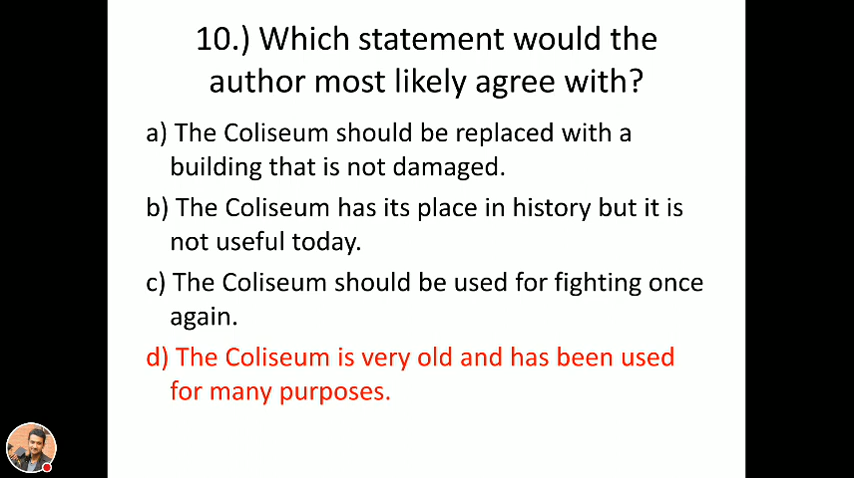 10.) Which statement would the
author most likely agree with?
a) The Coliseum should be replaced with a
building that is not damaged.
b) The Coliseum has its place in history but it is
not useful today.
c) The Coliseum should be used for fighting once
again.
d) The Coliseum is very old and has been used
for many purposes.